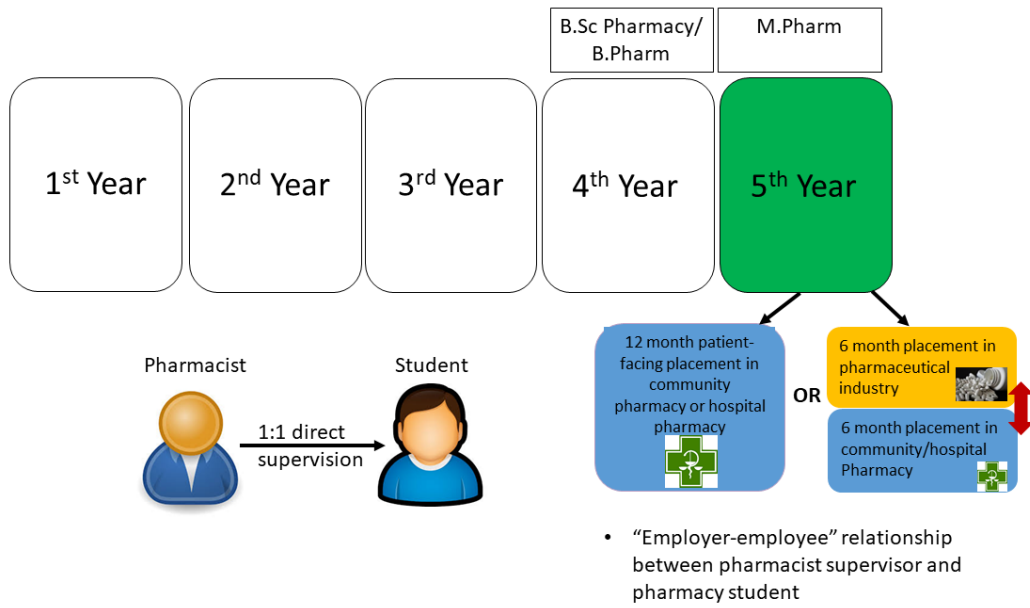 B.Sc Pharmacy/
B.Pharm
M.Pharm
1st Year
2nd Year
3rd Year
4th Year
5th Year
Pharmacist
Student
1:1 direct
supervision
12 month patient-
facing placement in
community
pharmacy or hospital
pharmacy
OR
6 month placement in
pharmaceutical
industry
6 month placement in
community/hospital
Pharmacy
• “Employer-employee” relationship
between pharmacist supervisor and
pharmacy student